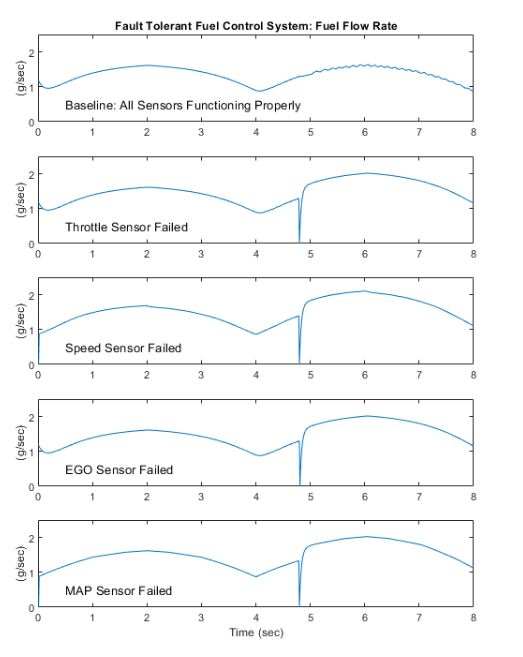 Fault Tolerant Fuel Control System: Fuel Flow Rate
2
1
0
(g/sec)
Baseline: All Sensors Functioning Properly
0 1 2 3 4 5 6 7 8
2
1
0
(g/sec)
Throttle Sensor Failed
0 1 2 3 4 5 6 7 8
2
1
0
(g/sec)
Speed Sensor Failed
0 1 2 3 4 5 6 7 8
2
1
0
(g/sec)
EGO Sensor Failed
0 1 2 3 4 5 6 7 8
2
1
0
(g/sec)
MAP Sensor Failed
0 1 2 3 4 5 6 7 8
Time (sec)